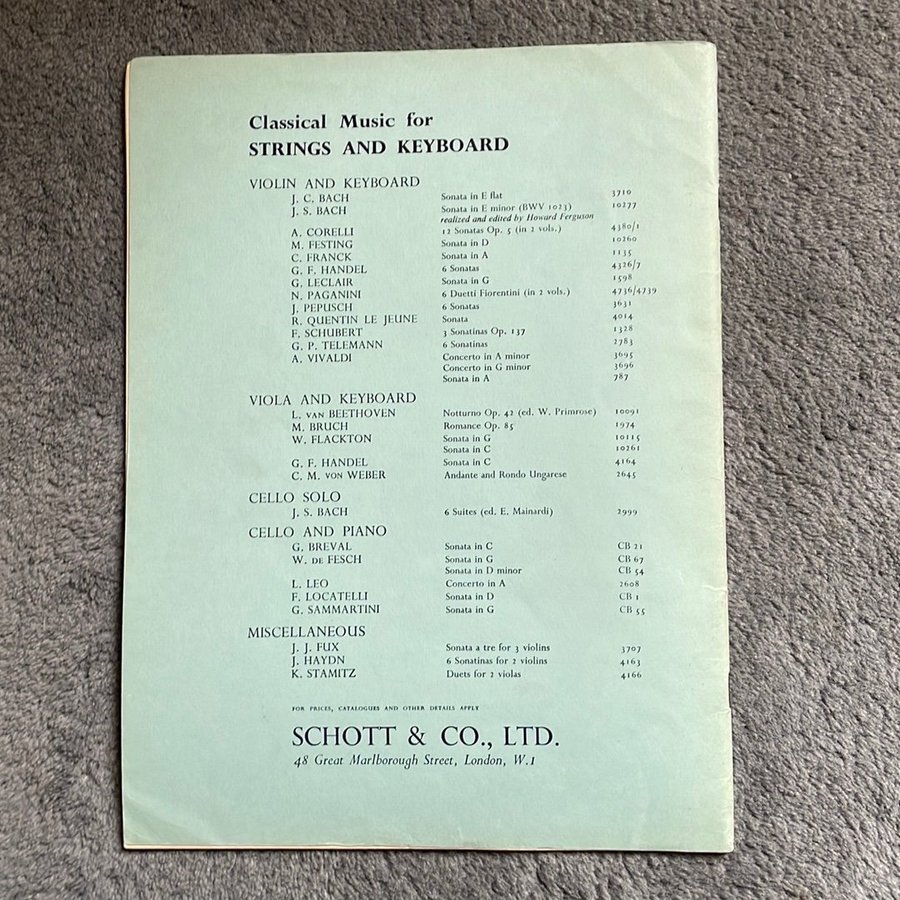 Classical Music for
STRINGS AND KEYBOARD
VIOLIN AND KEYBOARD
J. C. BACH Sonata in E flat 3710
J. S. BACH Sonata in E minor (BWV 1023) 10277
realized and edited by Howard Ferguson
A. CORELLI 12 Sonatas Op. 5 (in 2 vols.) 4380/1
M. FESTING Sonata in D 10260
C. FRANCK Sonata in A 1135
G. F. HANDEL 6 Sonatas 4326/7
G. LECLAIR Sonata in G 1598
N. PAGANINI 6 Duetti Fiorentini (in 2 vols.) 4736/4739
J. PEPUSCH 6 Sonatas 3631
R. QUENTIN LE JEUNE Sonata 4014
F. SCHUBERT 3 Sonatinas Op. 137 1328
G. P. TELEMANN 6 Sonatinas 2783
A. VIVALDI Concerto in A minor 3695
Concerto in G minor 3696
Sonata in A 787
VIOLA AND KEYBOARD
L. VAN BEETHOVEN Notturno Op. 42 (ed. W. Primrose) 10091
M. BRUCH Romance Op. 85 1974
W. FLACKTON Sonata in G 10115
Sonata in C 10261
G. F. HANDEL Sonata in C 4164
C. M. VON WEBER Andante and Rondo Ungarese 2645
CELLO SOLO
J. S. BACH 6 Suites (ed. E. Mainardi) 2999
CELLO AND PIANO
G. BREVAL Sonata in C CB 21
W. DE FESCH Sonata in G CB 67
Sonata in D minor CB 54
L. LEO Concerto in A 2608
F. LOCATELLI Sonata in D CB 1
G. SAMMARTINI Sonata in G CB 55
MISCELLANEOUS
J. J. FUX Sonata a tre for 3 violins 3707
J. HAYDN 6 Sonatinas for 2 violins 4163
K. STAMITZ Duets for 2 violas 4166
FOR PRICES, CATALOGUES AND OTHER DETAILS APPLY
SCHOTT & CO., LTD.
48 Great Marlborough Street, London, W.1